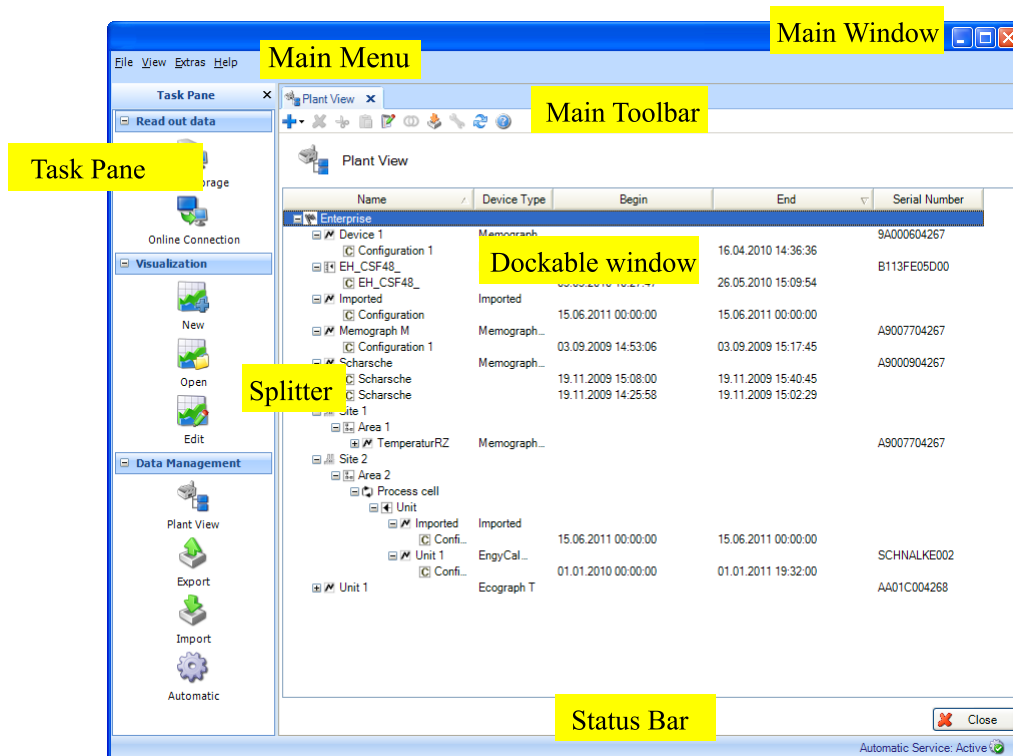 Main Window
File View Extras Help
Main Menu
Task Pane
Plant View
Main Toolbar
Read out data
Task Pane
Plant View
Online Connection
Name Device Type Begin End Serial Number
Enterprise
Device 1 9A000604267
Configuration 1 16.04.2010 14:36:36
Dockable window
EH_CSF48_ B113FE05D00
EH_CSF48_ 26.05.2010 15:09:54
Imported Imported
Configuration 15.06.2011 00:00:00 15.06.2011 00:00:00
Memograph M Memograph... A9007704267
Configuration 1 03.09.2009 14:53:06 03.09.2009 15:17:45
Scharsche Memograph... A9000904267
Scharsche 19.11.2009 15:08:00 19.11.2009 15:40:45
Scharsche 19.11.2009 14:25:58 19.11.2009 15:02:29
Splitter
Site 1
Area 1
TemperaturRZ Memograph... A9007704267
Site 2
Area 2
Process cell
Unit
Imported Imported
Confi... 15.06.2011 00:00:00 15.06.2011 00:00:00
Unit 1 EngyCal... SCHNALKE002
Confi... 01.01.2010 00:00:00 01.01.2011 19:32:00
Unit 1 Ecograph T AA01C004268
Visualization
New
Open
Edit
Data Management
Plant View
Export
Import
Automatic
Status Bar
Close
Automatic Service: Active